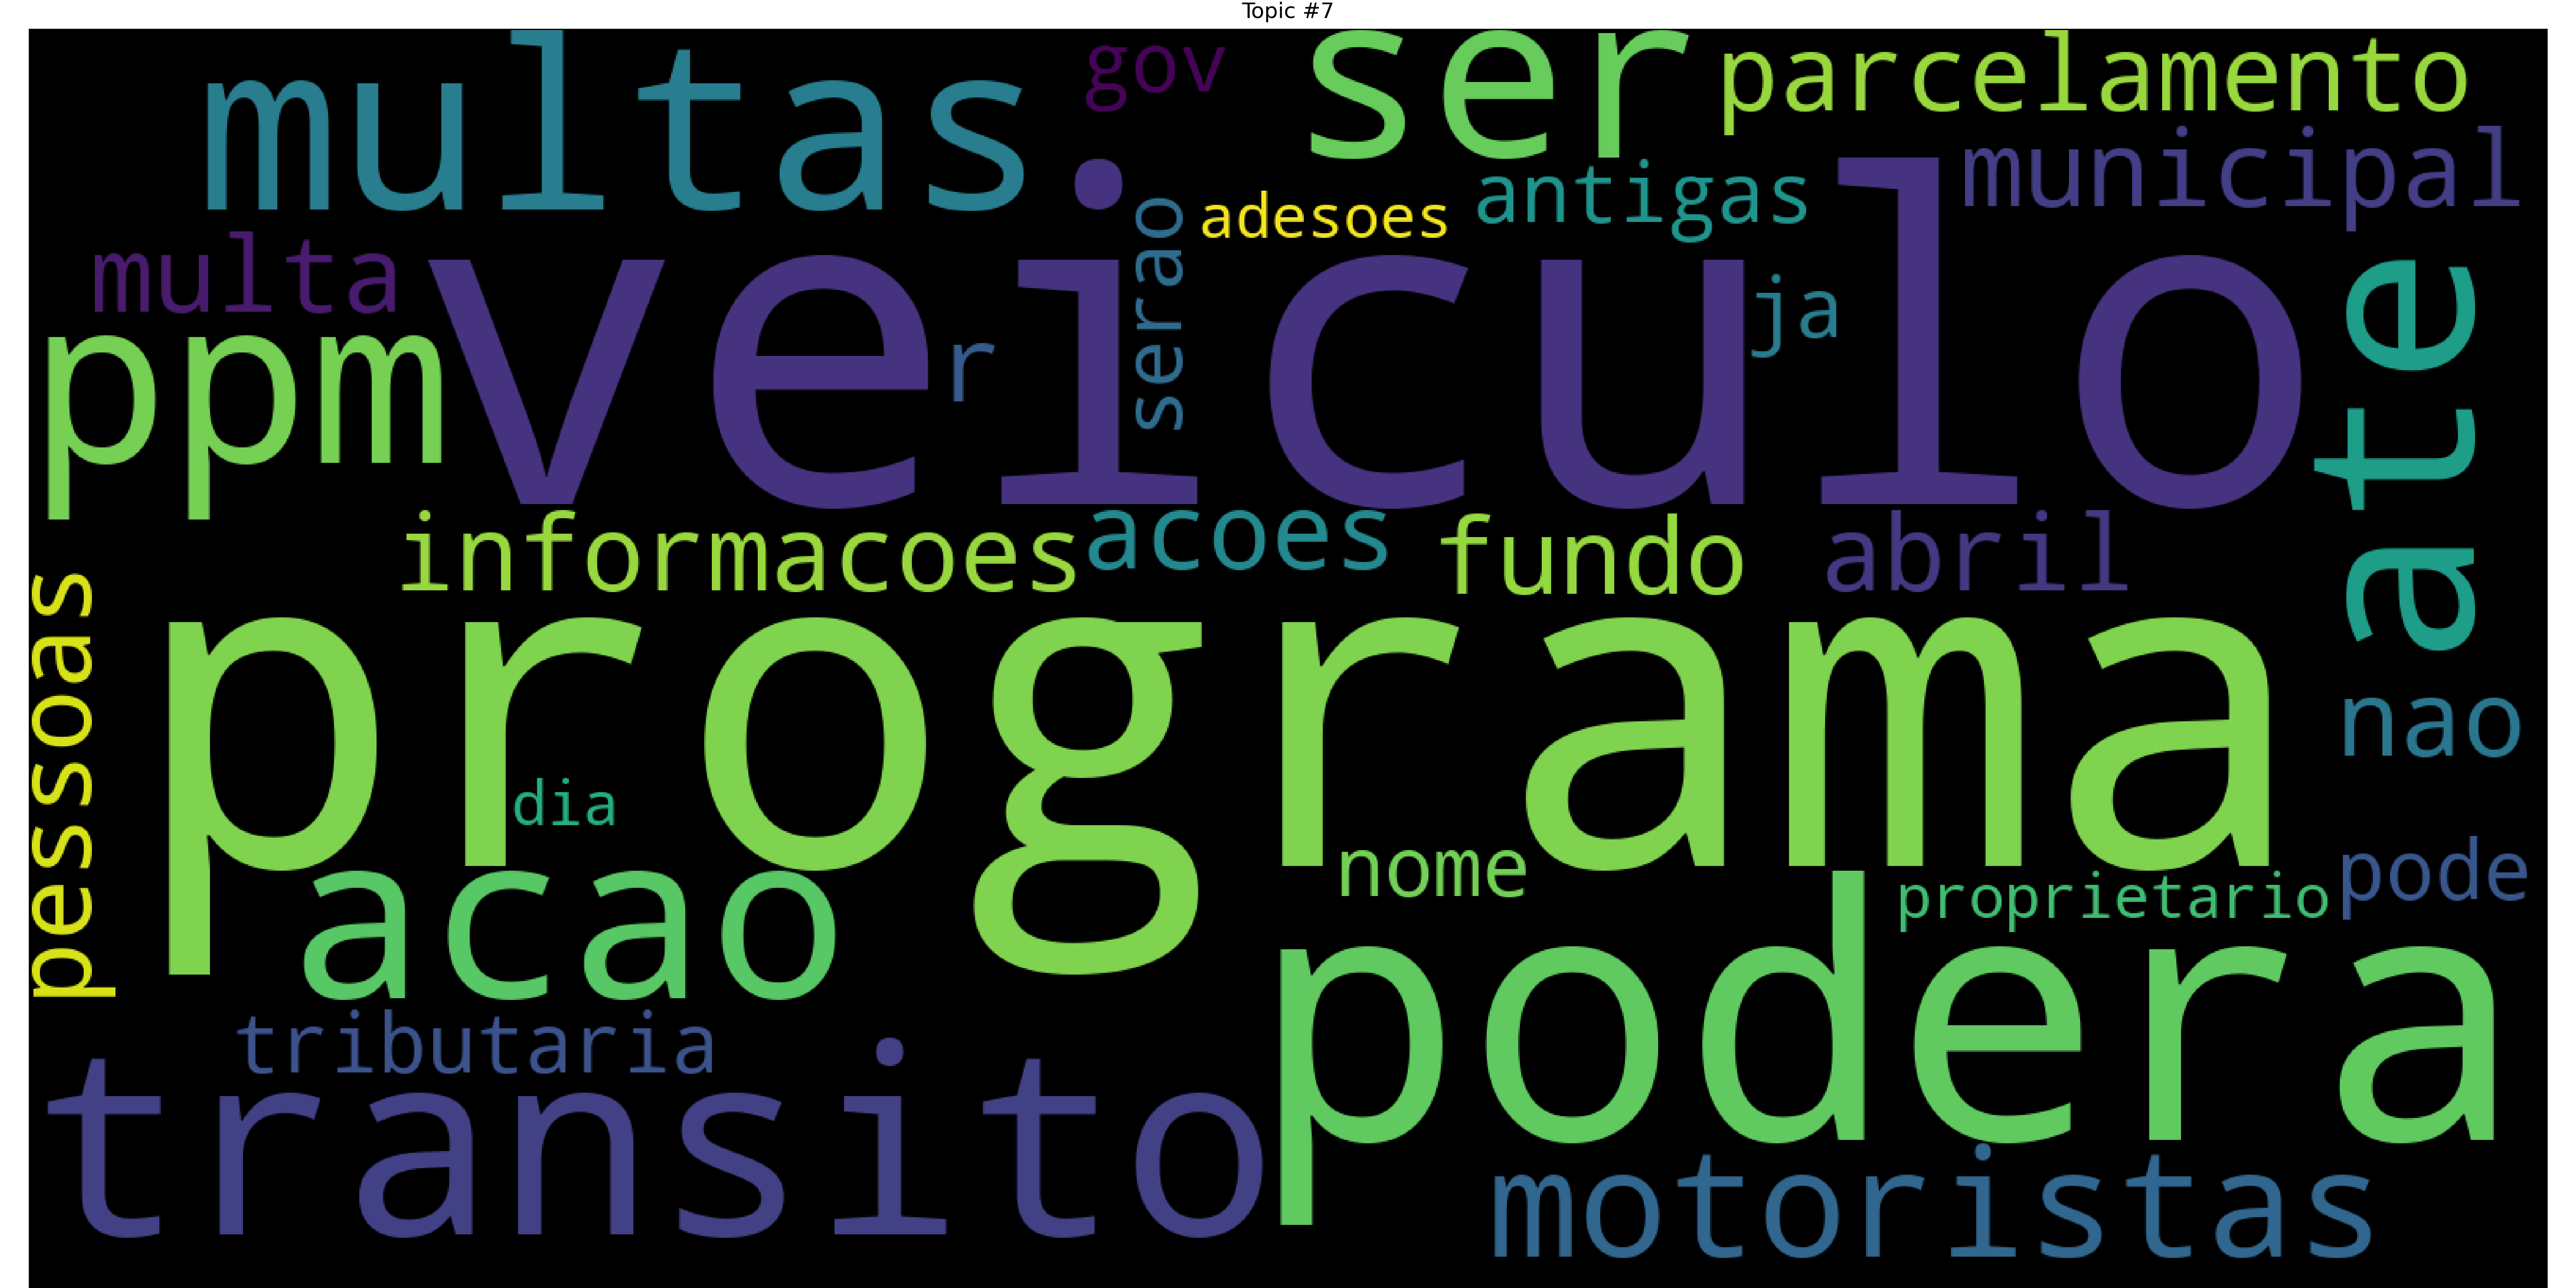 Topic #7
multas
gov
ser
parcelamento
municipal
antigas
adesoes
serao
multa
veiculo
ja
r
ate
ppm
informacoes
acoes
fundo
abril
pessoas
programa
nao
dia
nome
pode
acao
proprietario
podera
tributaria
transito
motoristas